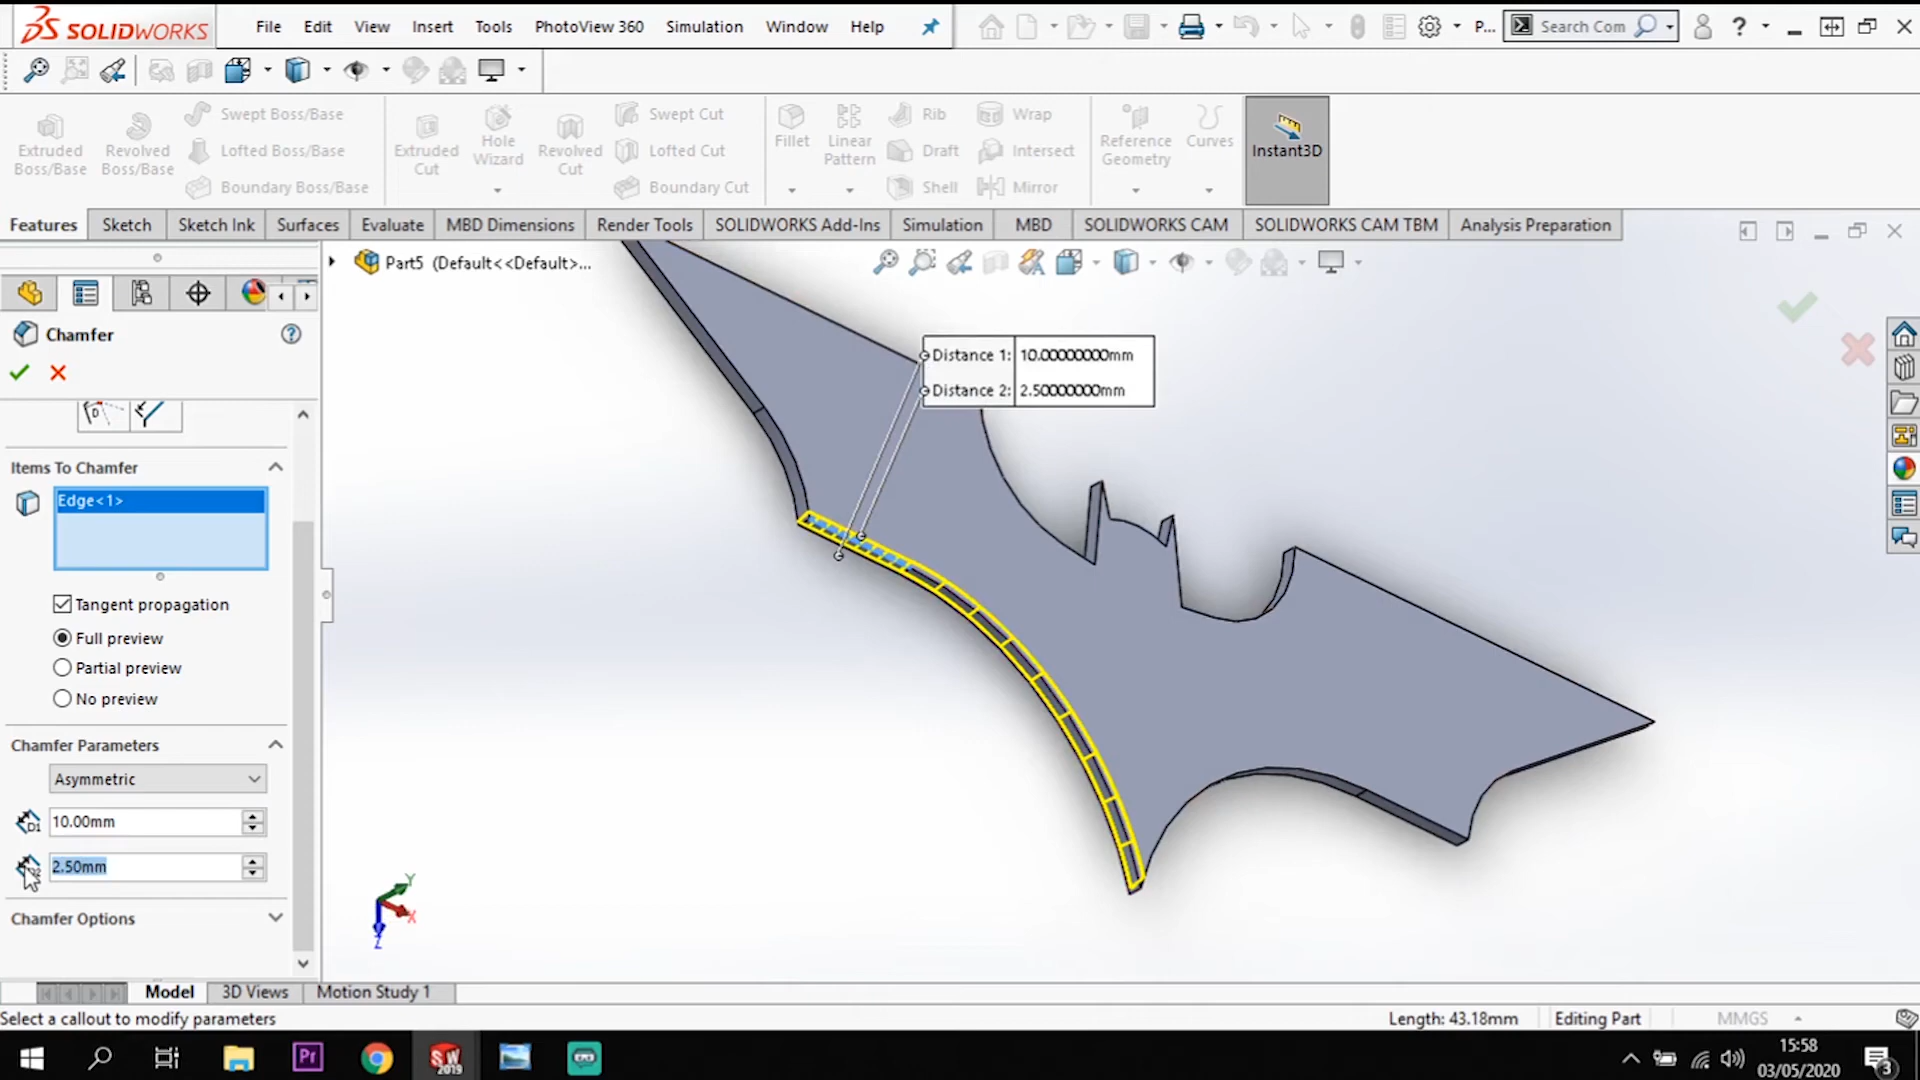 SOLIDWORKS File Edit View Insert Tools PhotoView 360 Simulation Window Help P... Search Com ?
Extruded Boss/Base
Revolved Boss/Base
Swept Boss/Base
Lofted Boss/Base
Boundary Boss/Base
Extruded Cut
Hole Wizard
Revolved Cut
Swept Cut
Lofted Cut
Boundary Cut
Fillet
Linear Pattern
Rib
Draft
Shell
Wrap
Intersect
Mirror
Reference Geometry
Curves
Instant3D
Features Sketch Sketch Ink Surfaces Evaluate MBD Dimensions Render Tools SOLIDWORKS Add-Ins Simulation MBD SOLIDWORKS CAM SOLIDWORKS CAM TBM Analysis Preparation
Part5 (Default<<Default>...
Chamfer
Items To Chamfer
Edge<1>
Tangent propagation
Full preview
Partial preview
No preview
Chamfer Parameters
Asymmetric
D1 10.00mm
2.50mm
Chamfer Options
Distance 1: 10.00000000mm
Distance 2: 2.50000000mm
Y
X
Z
Model 3D Views Motion Study 1
Select a callout to modify parameters Length: 43.18mm Editing Part MMGS
Pr SW 2019 15:58
03/05/2020 3